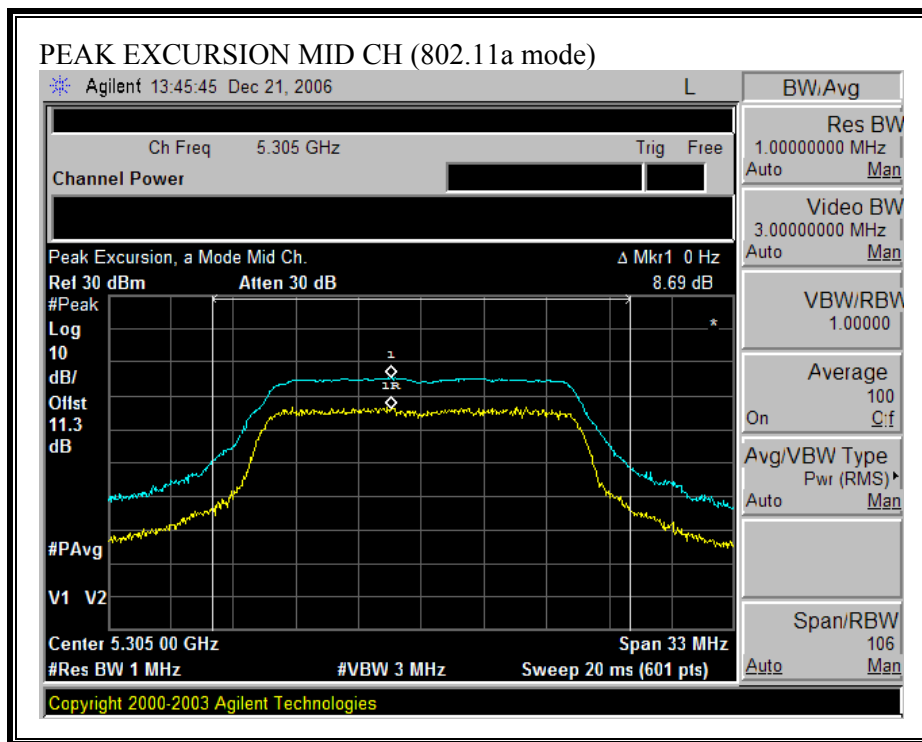 PEAK EXCURSION MID CH (802.11a mode)
Agilent 13:45:45 Dec 21, 2006 L
BW/Avg
Ch Freq 5.305 GHz Trig Free
Channel Power
Peak Excursion, a Mode Mid Ch. Δ Mkr1 0 Hz
Ref 30 dBm Atten 30 dB 8.69 dB
#Peak
Log
10
dB/
Offst
11.3
dB
*
1
1R
#PAvg
V1 V2
Center 5.305 00 GHz Span 33 MHz
#Res BW 1 MHz #VBW 3 MHz Sweep 20 ms (601 pts)
Copyright 2000-2003 Agilent Technologies
Res BW
1.00000000 MHz
Auto Man
Video BW
3.00000000 MHz
Auto Man
VBW/RBW
1.00000
Average
100
On Off
Avg/VBW Type
Pwr (RMS)
Auto Man
Span/RBW
106
Auto Man